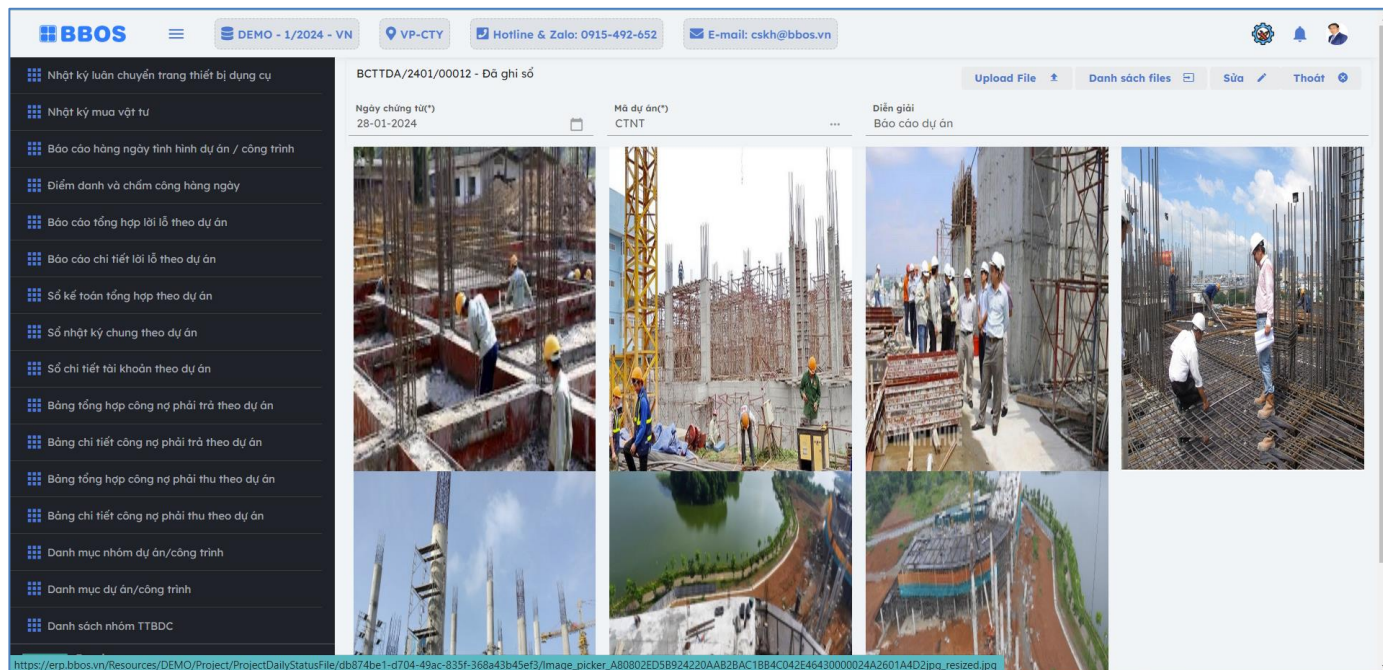 BBOS
DEMO - 1/2024 - VN
VP-CTY
Hotline & Zalo: 0915-492-652
E-mail: cskh@bbos.vn
Nhật ký luân chuyển trang thiết bị dụng cụ
Nhật ký mua vật tư
Báo cáo hàng ngày tình hình dự án / công trình
Điểm danh và chấm công hàng ngày
Báo cáo tổng hợp lời lỗ theo dự án
Báo cáo chi tiết lời lỗ theo dự án
Sổ kế toán tổng hợp theo dự án
Sổ nhật ký chung theo dự án
Sổ chi tiết tài khoản theo dự án
Bảng tổng hợp công nợ phải trả theo dự án
Bảng chi tiết công nợ phải trả theo dự án
Bảng tổng hợp công nợ phải thu theo dự án
Bảng chi tiết công nợ phải thu theo dự án
Danh mục nhóm dự án/công trình
Danh mục dự án/công trình
Danh sách nhóm TTBDC
BCTTDA/2401/00012 - Đã ghi sổ
Upload File
Danh sách files
Sửa
Thoát
Ngày chứng từ(*)
28-01-2024
Mã dự án(*)
CTNT
...
Diễn giải
Báo cáo dự án
https://erp.bbos.vn/Resources/DEMO/Project/ProjectDailyStatusFile/db874be1-d704-49ac-835f-368a43b45ef3/Image_picker_A80802ED5B924220AAB2BAC1BB4C042E46430000024A2601A4D2jpg_resized.jpg